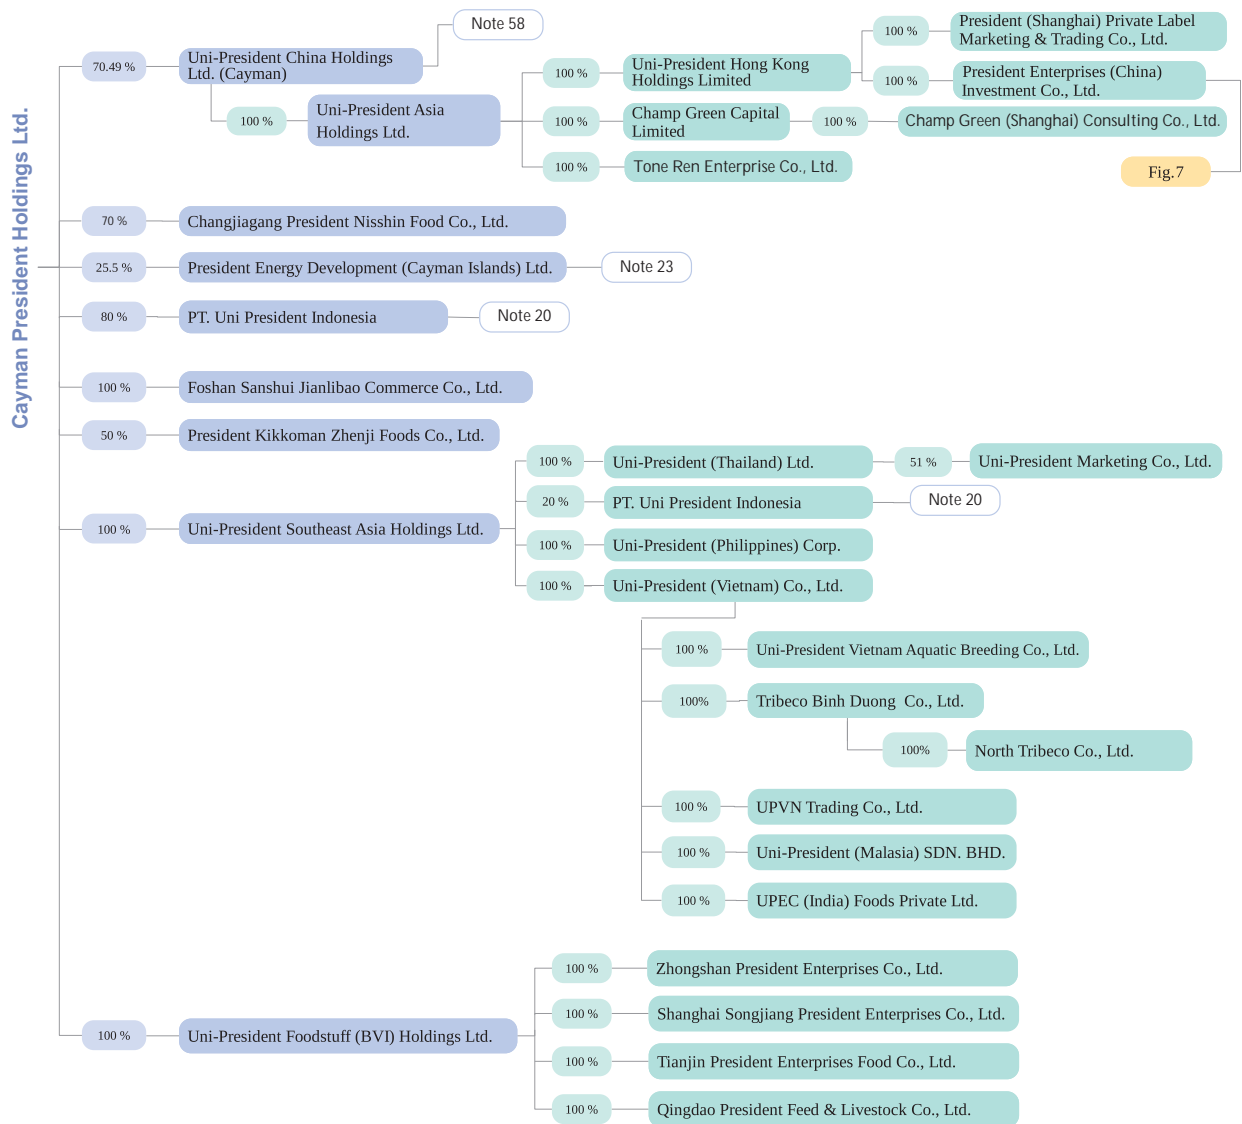 Cayman President Holdings Ltd.
Note 58
70.49 %
Uni-President China Holdings
Ltd. (Cayman)
100 %
Uni-President Asia
Holdings Ltd.
100 %
Uni-President Hong Kong
Holdings Limited
100 %
President (Shanghai) Private Label
Marketing & Trading Co., Ltd.
100 %
President Enterprises (China)
Investment Co., Ltd.
100 %
Champ Green Capital
Limited
100 %
Champ Green (Shanghai) Consulting Co., Ltd.
100 %
Tone Ren Enterprise Co., Ltd.
Fig.7
70 %
Changjiagang President Nisshin Food Co., Ltd.
25.5 %
President Energy Development (Cayman Islands) Ltd.
Note 23
80 %
PT. Uni President Indonesia
Note 20
100 %
Foshan Sanshui Jianlibao Commerce Co., Ltd.
50 %
President Kikkoman Zhenji Foods Co., Ltd.
100 %
Uni-President Southeast Asia Holdings Ltd.
100 %
Uni-President (Thailand) Ltd.
51 %
Uni-President Marketing Co., Ltd.
20 %
PT. Uni President Indonesia
Note 20
100 %
Uni-President (Philippines) Corp.
100 %
Uni-President (Vietnam) Co., Ltd.
100 %
Uni-President Vietnam Aquatic Breeding Co., Ltd.
100%
Tribeco Binh Duong  Co., Ltd.
100%
North Tribeco Co., Ltd.
100 %
UPVN Trading Co., Ltd.
100 %
Uni-President (Malasia) SDN. BHD.
100 %
UPEC (India) Foods Private Ltd.
100 %
Uni-President Foodstuff (BVI) Holdings Ltd.
100 %
Zhongshan President Enterprises Co., Ltd.
100 %
Shanghai Songjiang President Enterprises Co., Ltd.
100 %
Tianjin President Enterprises Food Co., Ltd.
100 %
Qingdao President Feed & Livestock Co., Ltd.